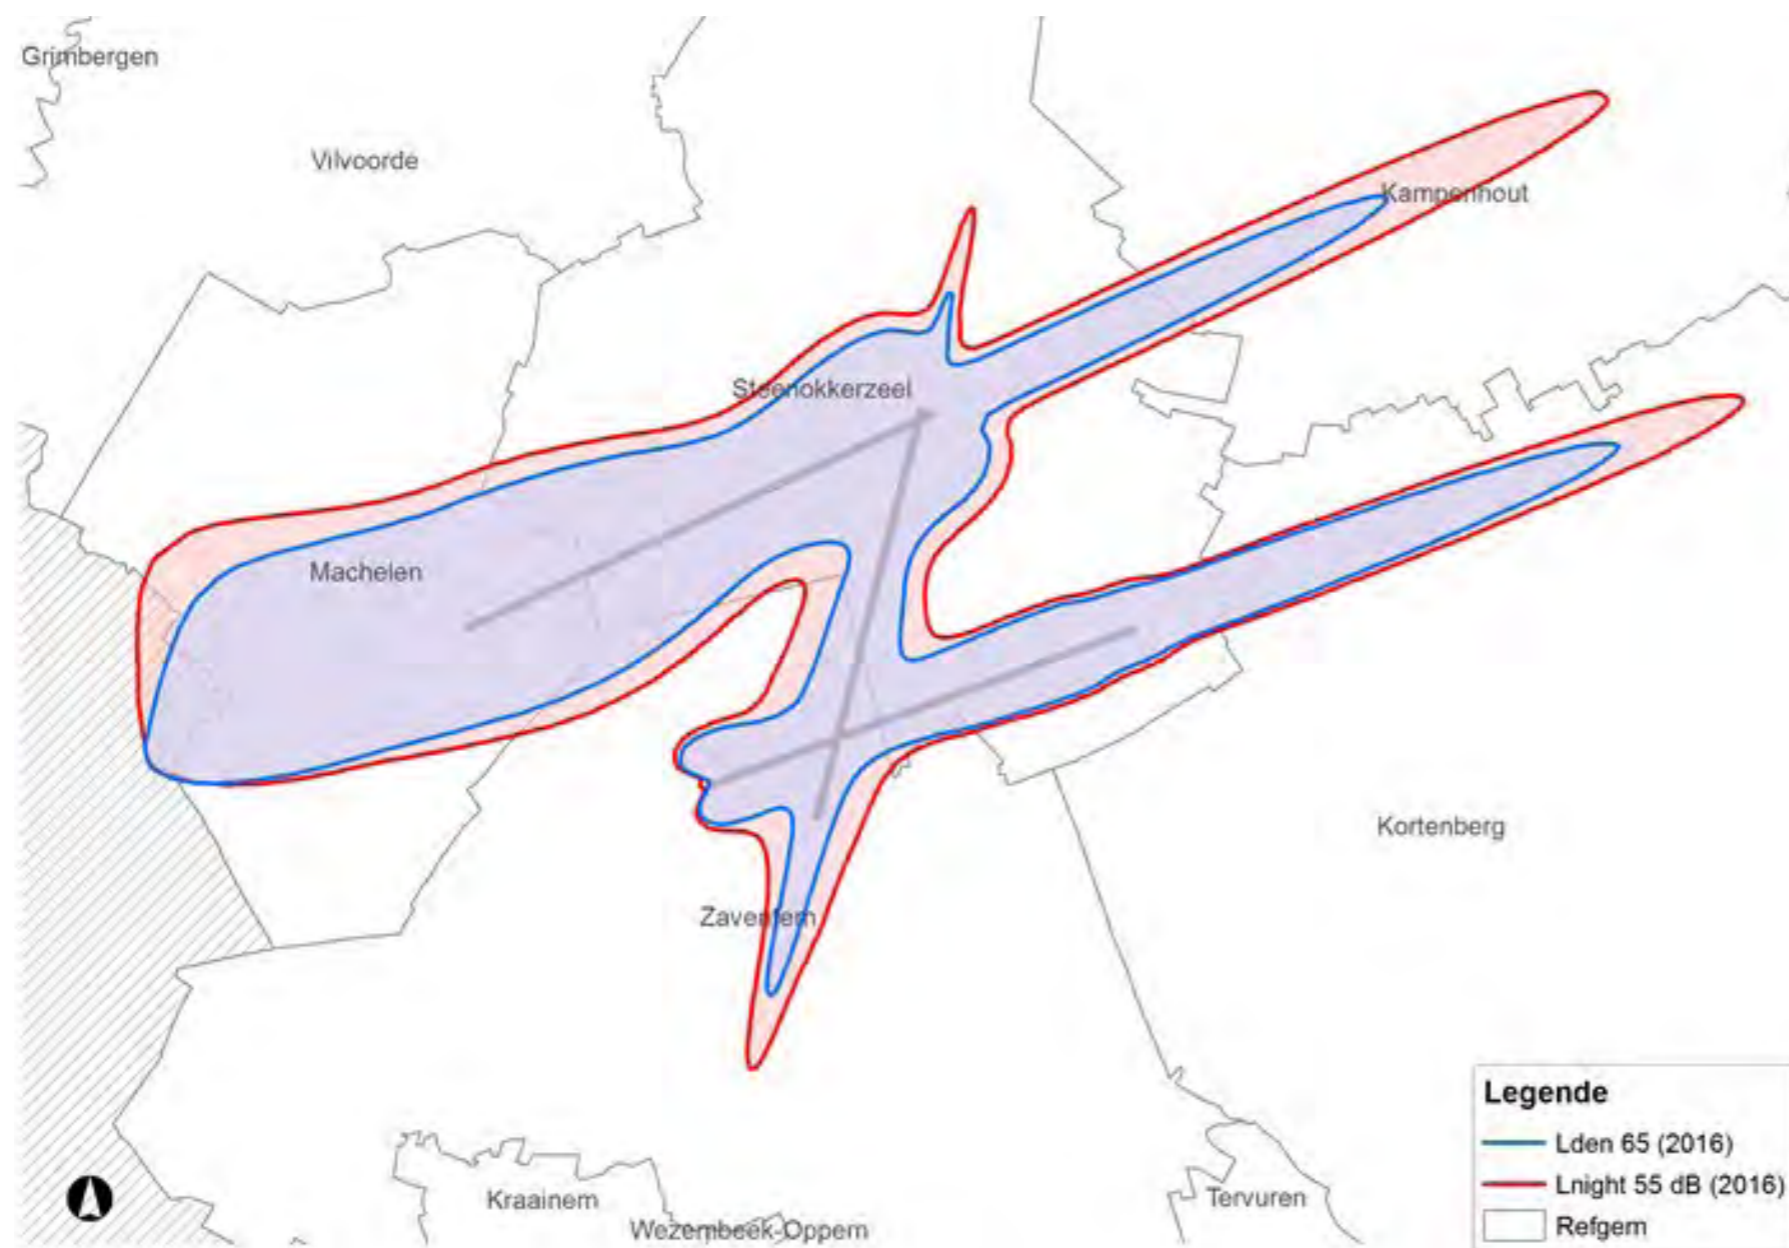 Grimbergen
Vilvoorde
Kampenhout
Steenokkerzeel
Machelen
Kortenberg
Zaventem
Kraainem
Wezembeek-Oppem
Tervuren
Legende
Lden 65 (2016)
Lnight 55 dB (2016)
Refgem